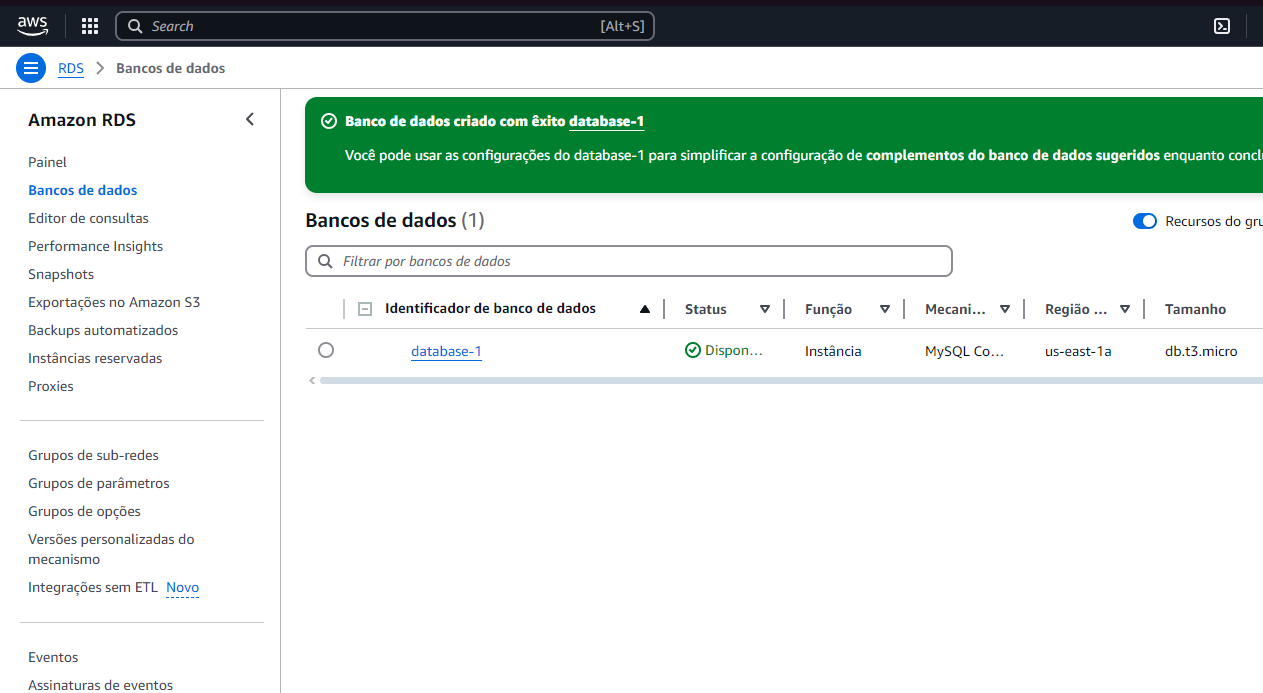 aws
Search [Alt+S]
RDS Bancos de dados
Amazon RDS
Painel
Bancos de dados
Editor de consultas
Performance Insights
Snapshots
Exportações no Amazon S3
Backups automatizados
Instâncias reservadas
Proxies
Grupos de sub-redes
Grupos de parâmetros
Grupos de opções
Versões personalizadas do
mecanismo
Integrações sem ETL Novo
Eventos
Assinaturas de eventos
Banco de dados criado com êxito database-1
Você pode usar as configurações do database-1 para simplificar a configuração de complementos do banco de dados sugeridos enquanto conclu
Bancos de dados (1)
Recursos do gru
Filtrar por bancos de dados
Identificador de banco de dados Status Função Mecani... Região ... Tamanho
database-1 Dispon... Instância MySQL Co... us-east-1a db.t3.micro